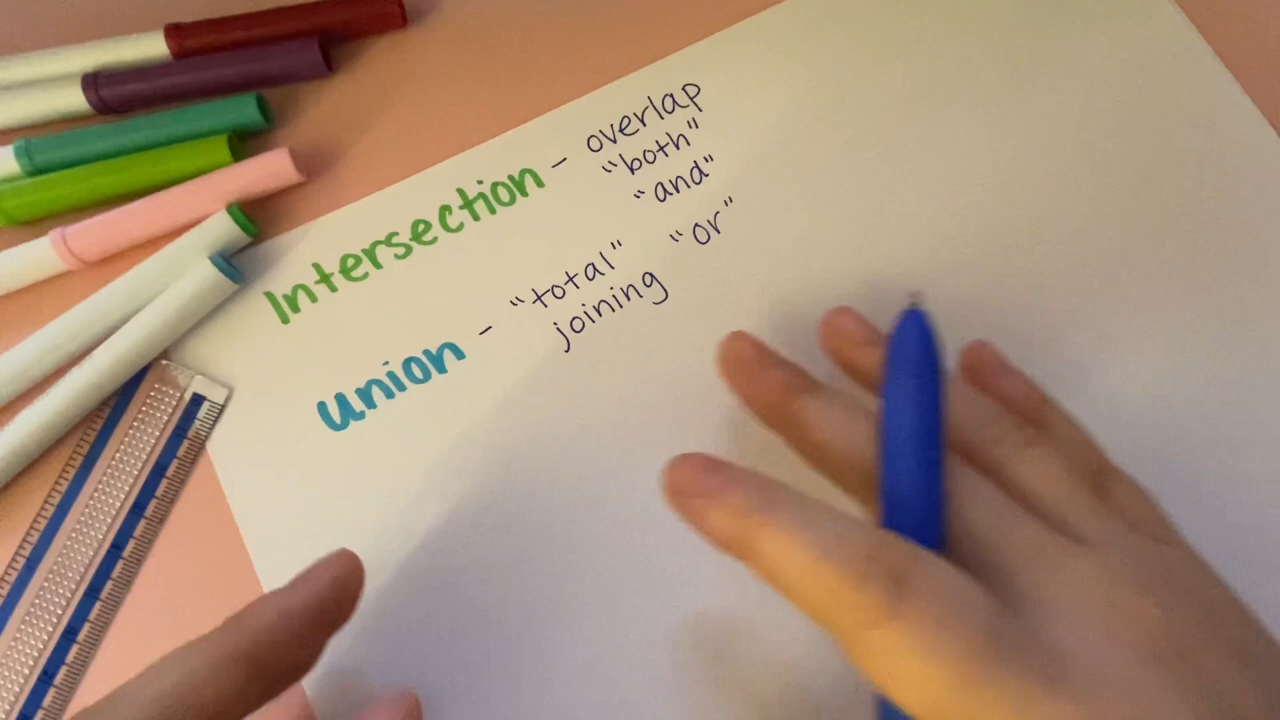 Intersection - overlap
"both"
"and"
union - "total" "or"
joining